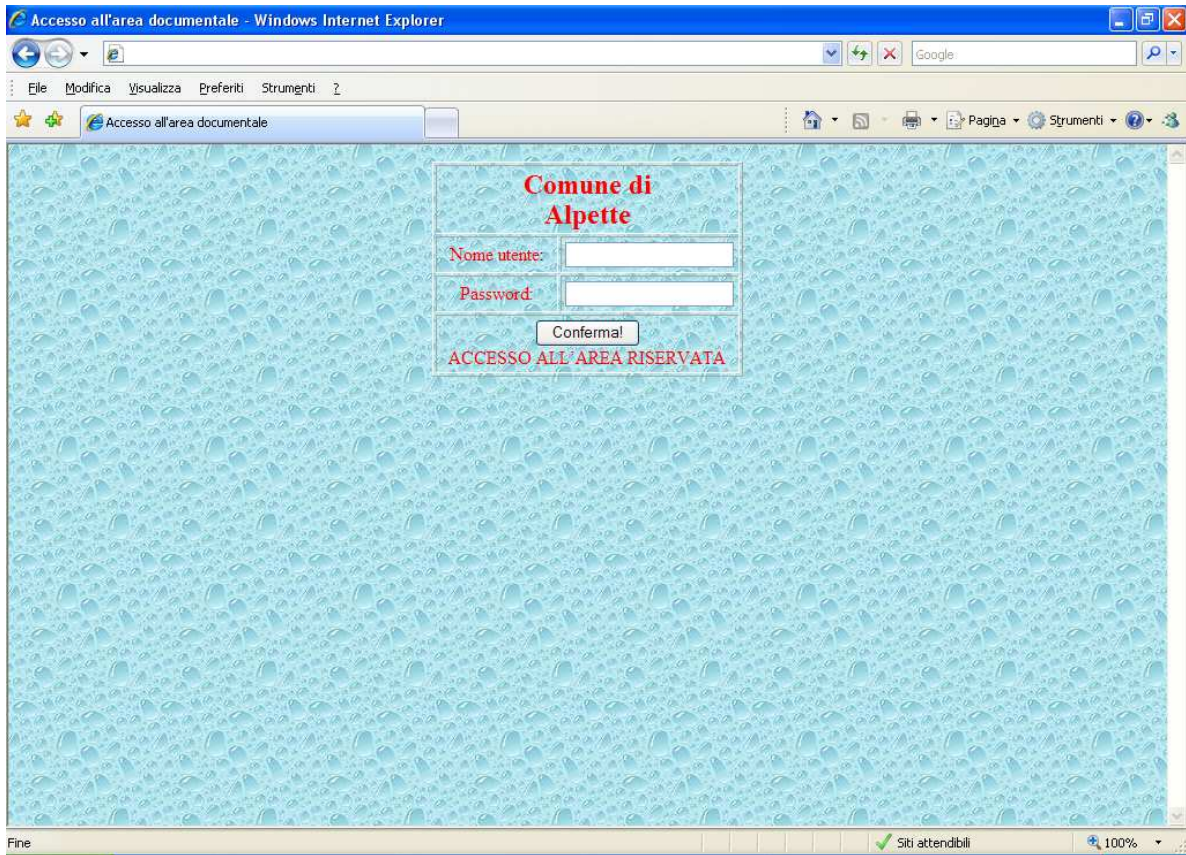 Accesso all'area documentale - Windows Internet Explorer
Google
File Modifica Visualizza Preferiti Strumenti ?
Accesso all'area documentale
Pagina Strumenti
Comune di
Alpette
Nome utente:
Password:
Conferma!
ACCESSO ALL'AREA RISERVATA
Fine
Siti attendibili
100%